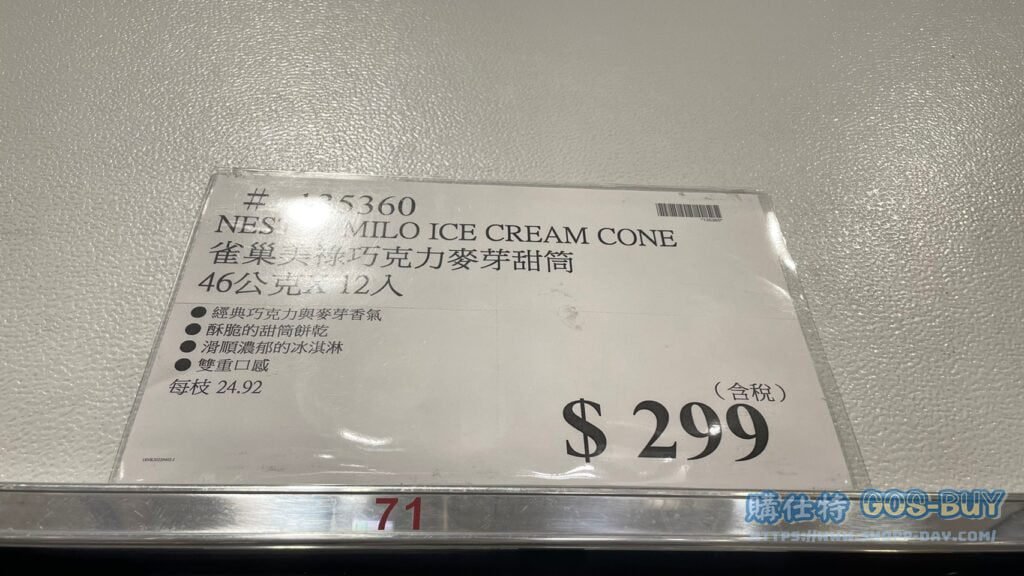 # 135360
MILO ICE CREAM CONE
雀巢美祿巧克力麥芽甜筒
46公克X 12入
● 經典巧克力與麥芽香氣
● 酥脆的甜筒餅乾
● 滑順濃郁的冰淇淋
● 雙重口感
每枝 24.92
(含稅)
$ 299
71
購仕特 GOS-BUY